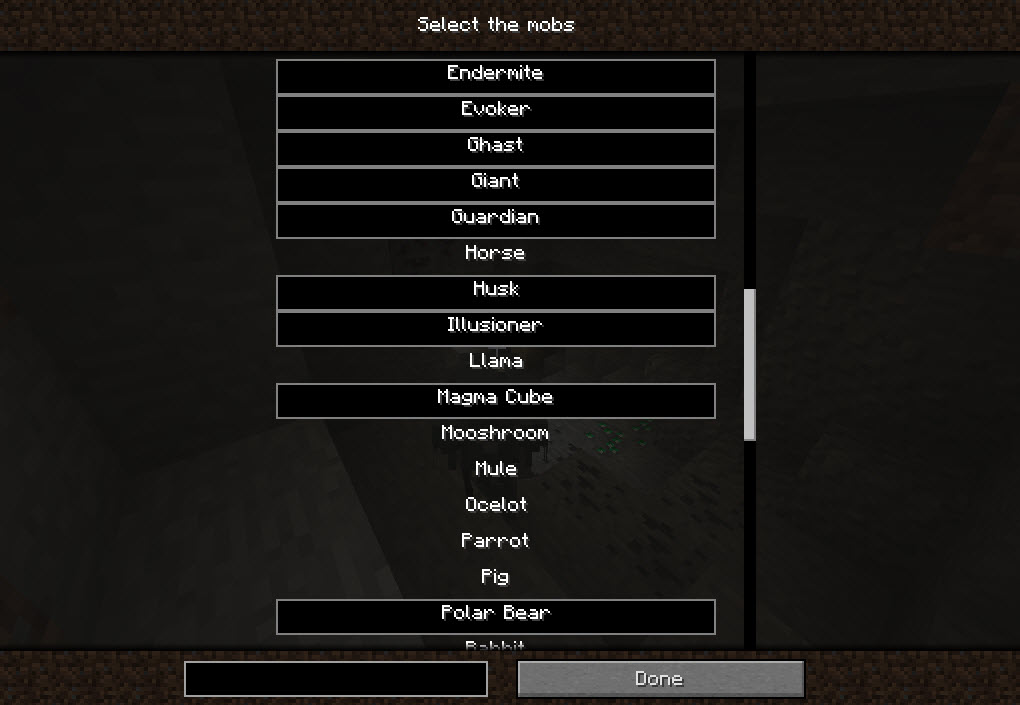 Select the mobs
Endermite
Evoker
Ghast
Giant
Guardian
Horse
Husk
Illusioner
Llama
Magma Cube
Mooshroom
Mule
Ocelot
Parrot
Pig
Polar Bear
Rabbit
Done